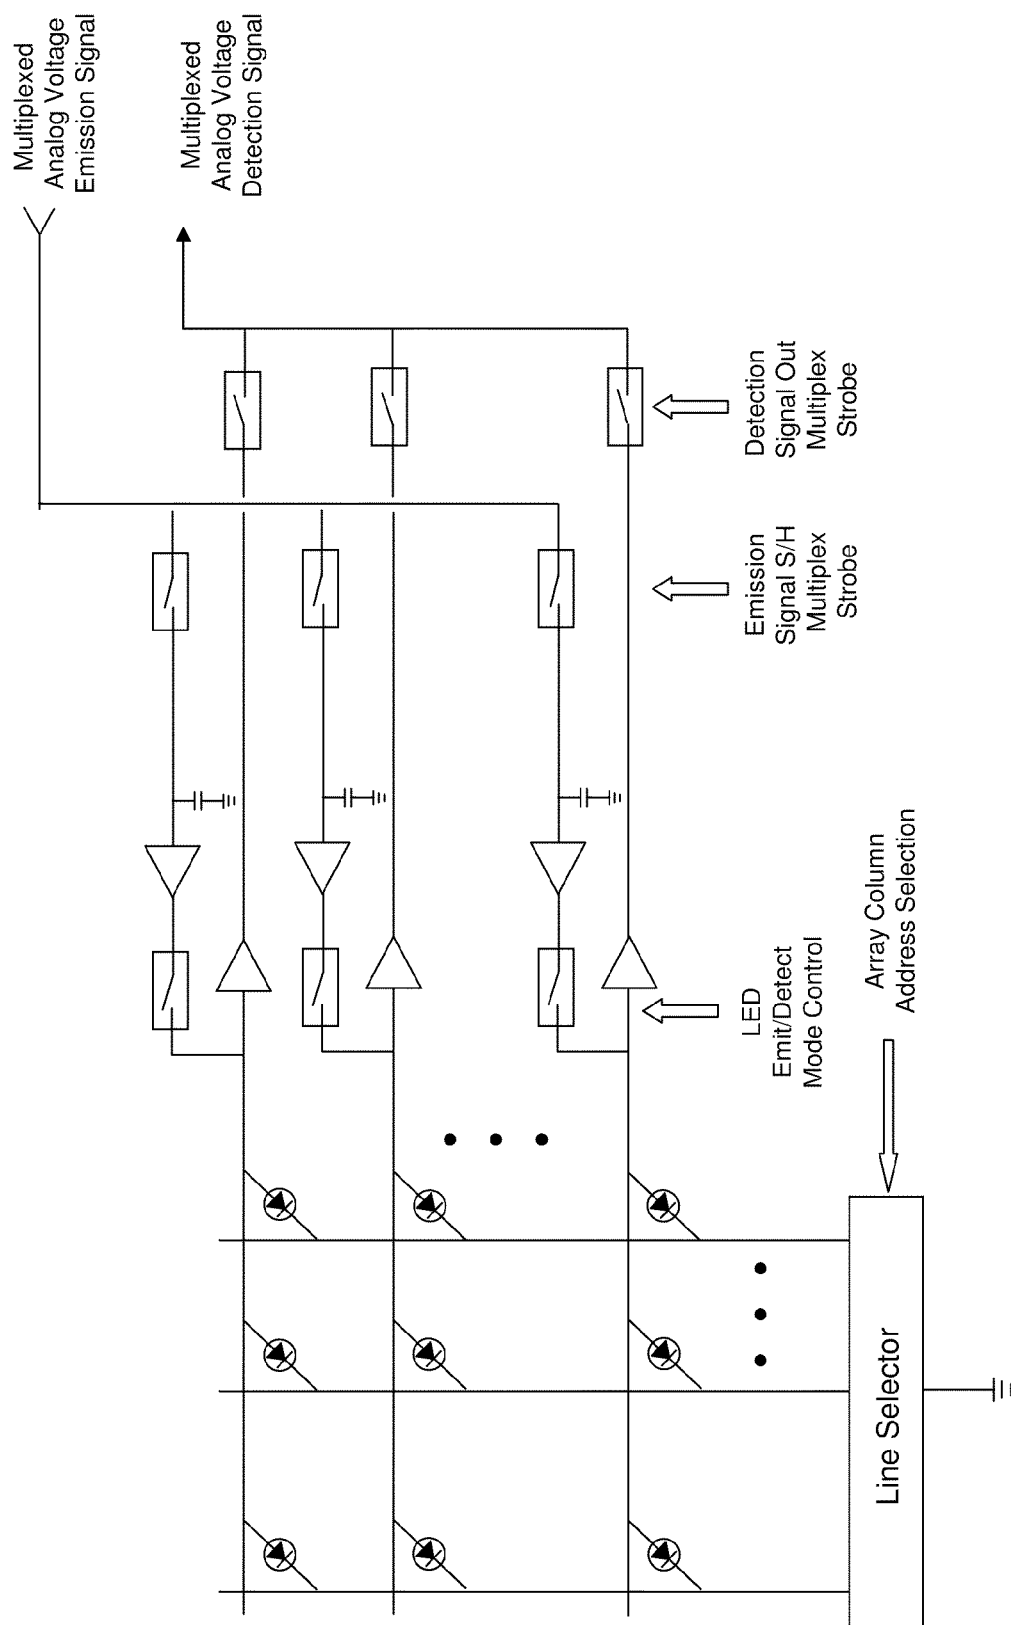 Multiplexed
Analog Voltage
Emission Signal
Multiplexed
Analog Voltage
Detection Signal
Detection
Signal Out
Multiplex
Strobe
Emission
Signal S/H
Multiplex
Strobe
LED
Emit/Detect
Mode Control
Array Column
Address Selection
Line Selector